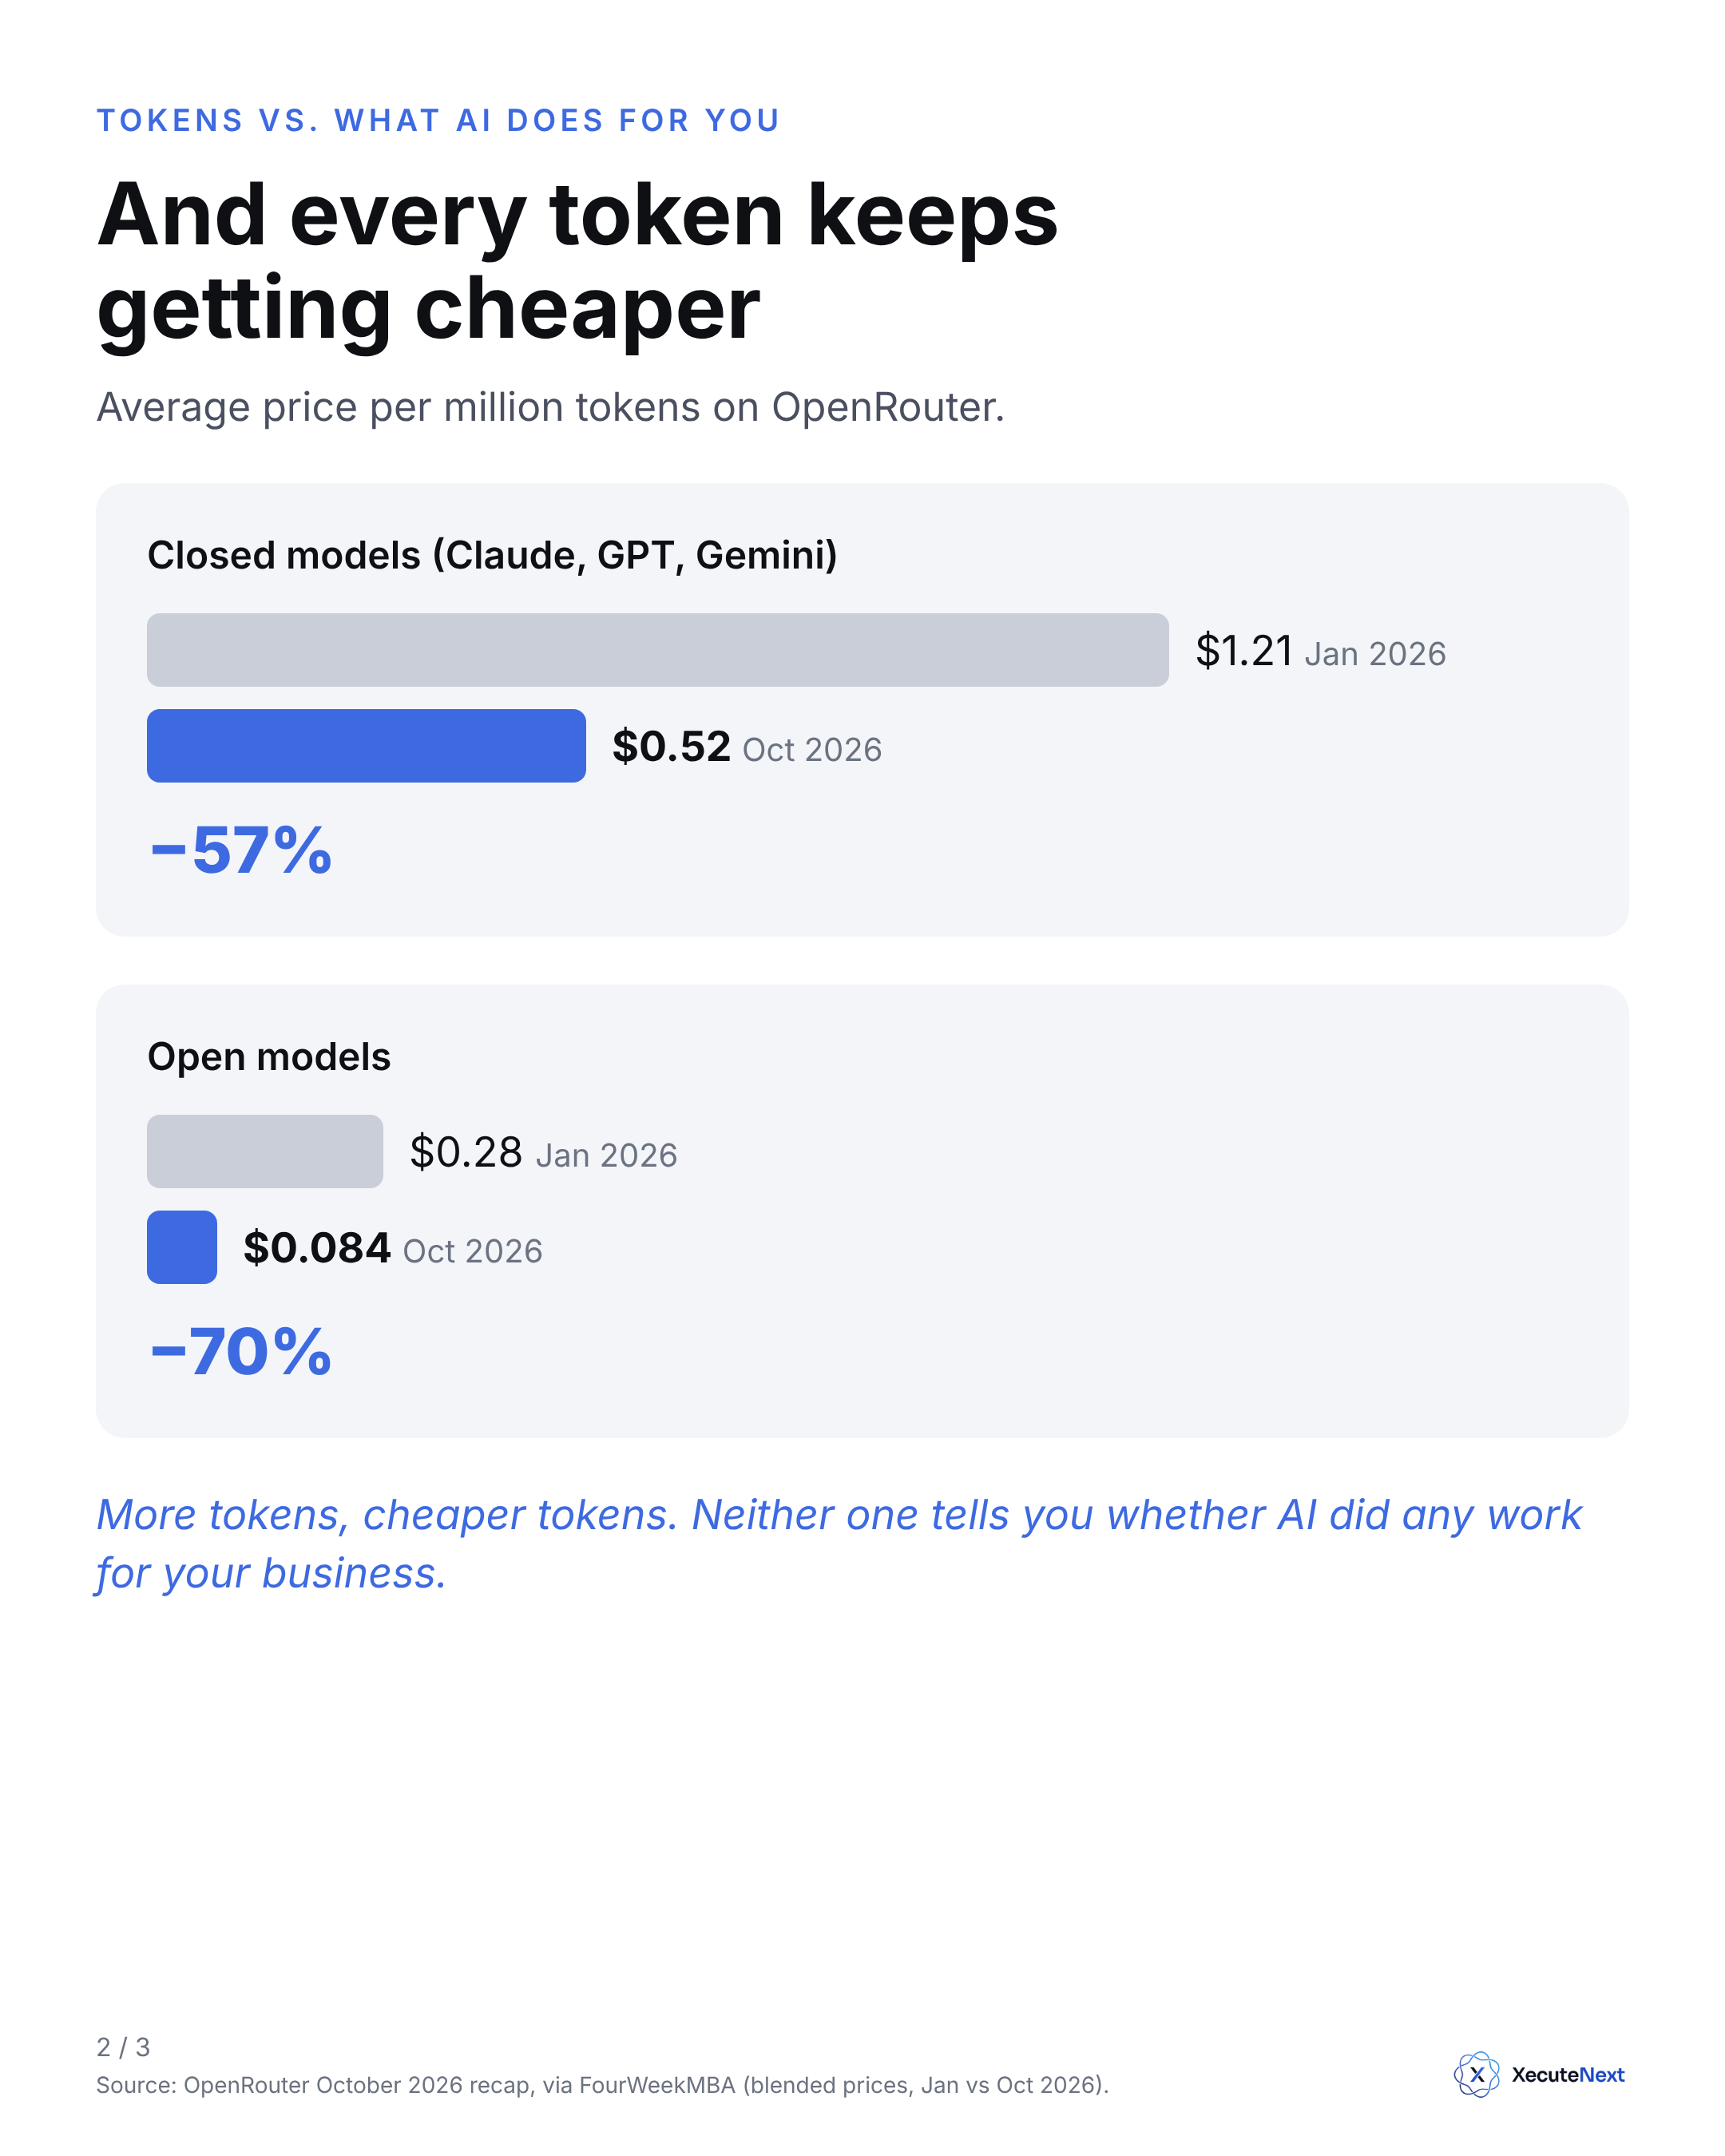 TOKENS VS. WHAT AI DOES FOR YOU
And every token keeps
getting cheaper
Average price per million tokens on OpenRouter.
Closed models (Claude, GPT, Gemini)
$1.21 Jan 2026
$0.52 Oct 2026
−57%
Open models
$0.28 Jan 2026
$0.084 Oct 2026
−70%
More tokens, cheaper tokens. Neither one tells you whether AI did any work
for your business.
2 / 3
Source: OpenRouter October 2026 recap, via FourWeekMBA (blended prices, Jan vs Oct 2026).
X XecuteNext